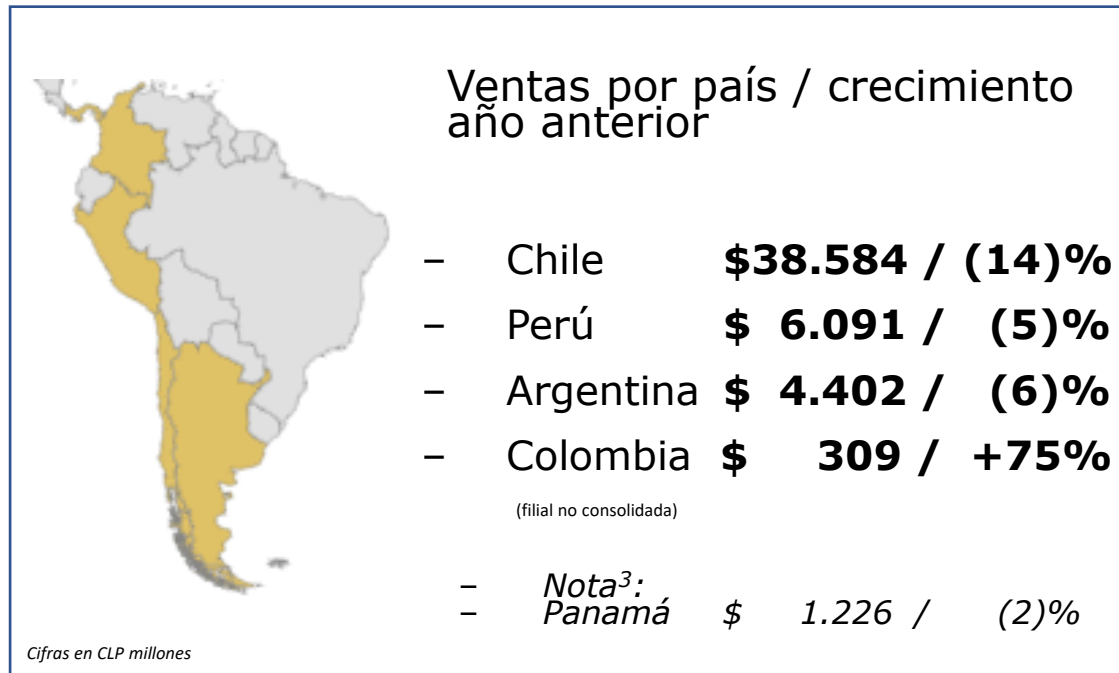 Ventas por país / crecimiento
año anterior
– Chile $38.584 / (14)%
– Perú $ 6.091 / (5)%
– Argentina $ 4.402 / (6)%
– Colombia $ 309 / +75%
(filial no consolidada)
– Nota³:
– Panamá $ 1.226 / (2)%
Cifras en CLP millones